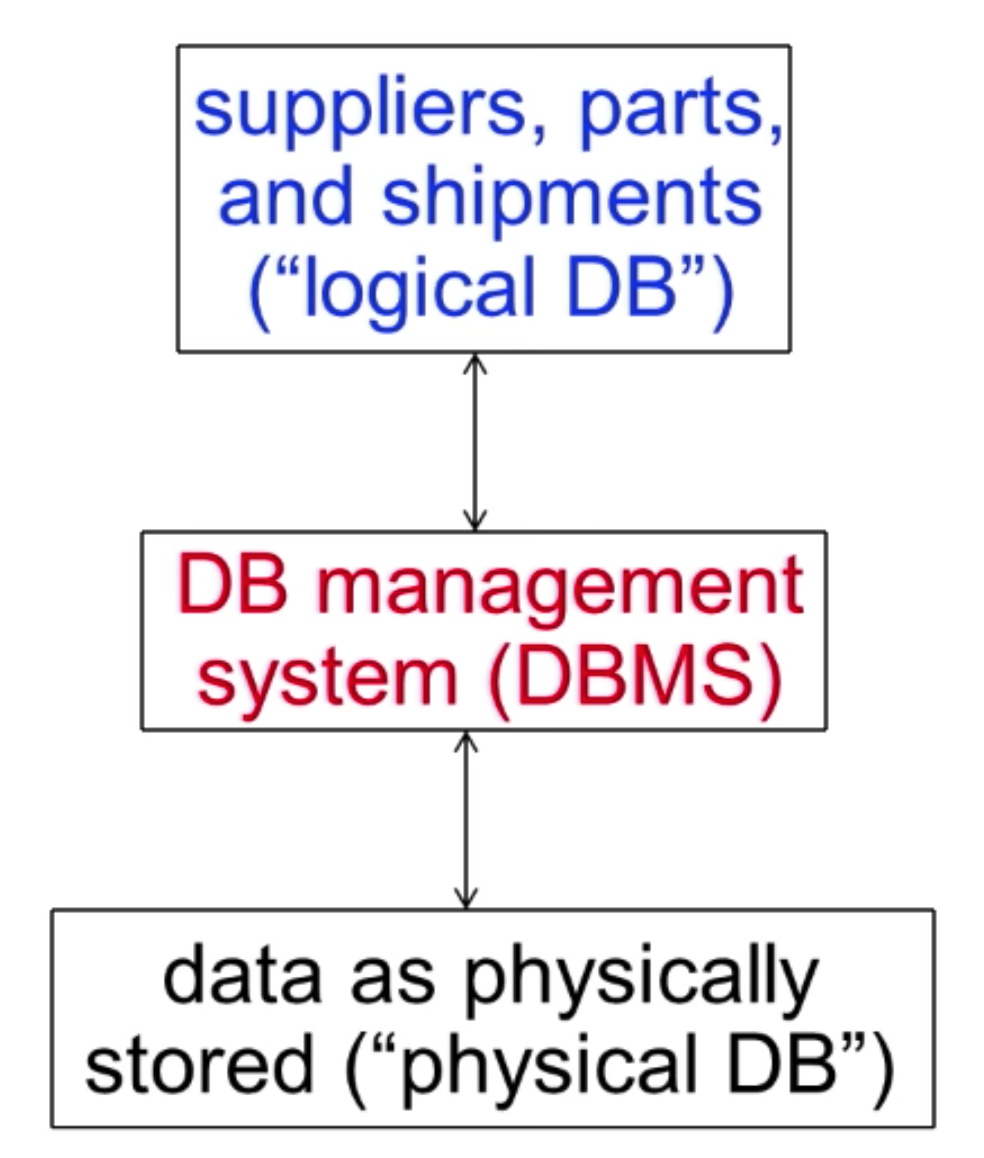 suppliers, parts,
and shipments
(“logical DB”)
DB management
system (DBMS)
data as physically
stored (“physical DB”)